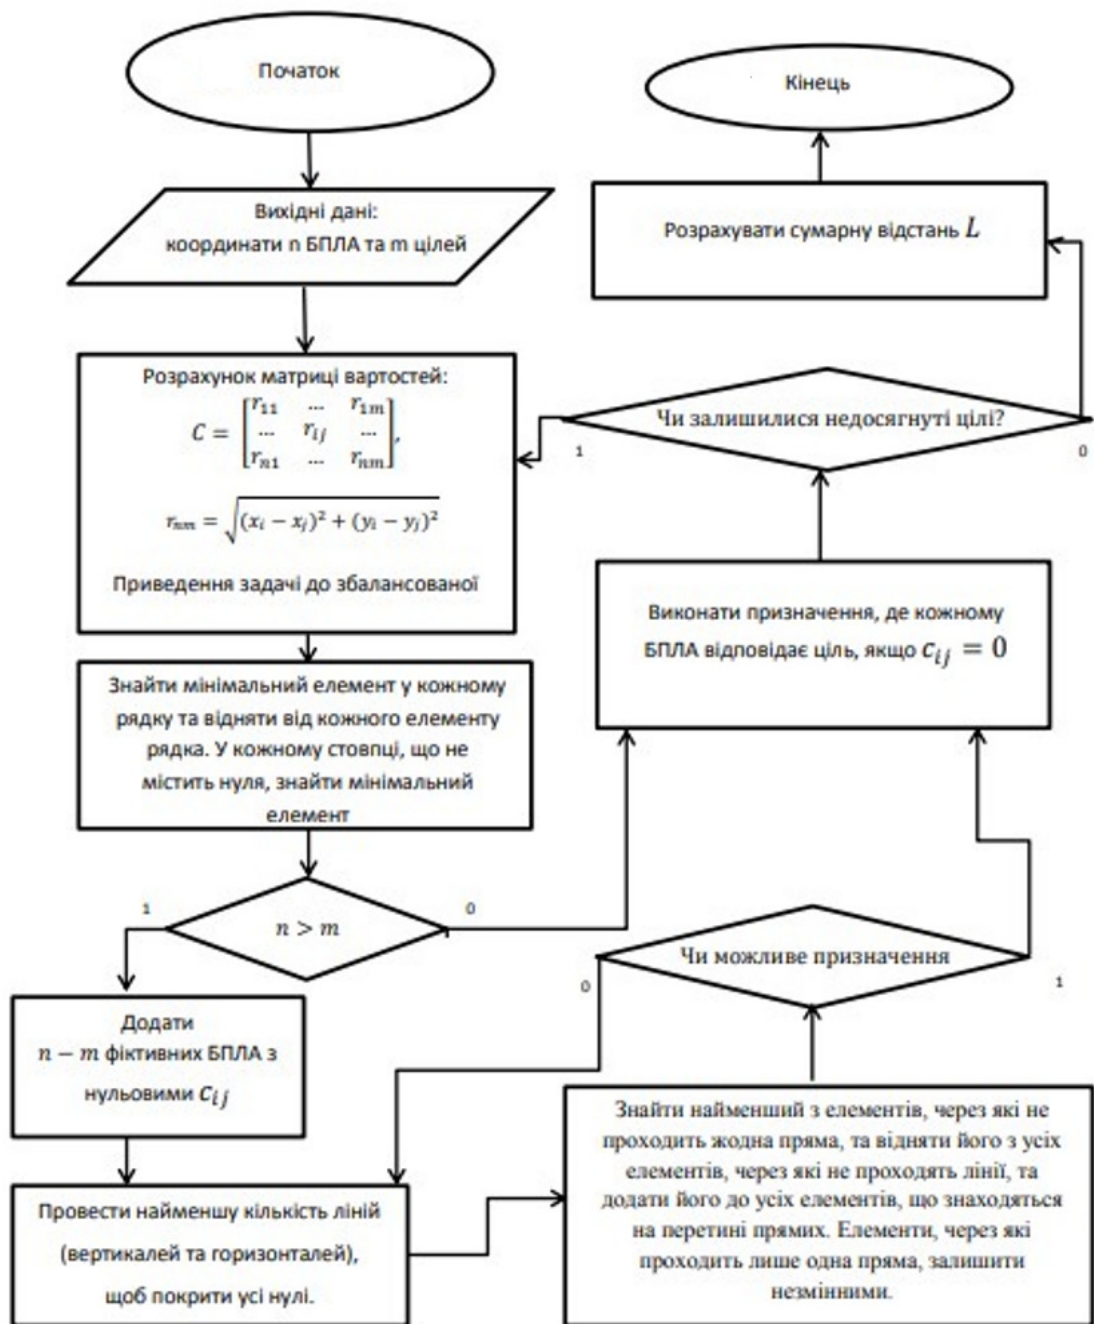 Початок
Вихідні дані:
координати n БПЛА та m цілей
Розрахунок матриці вартостей:
C = [r₁₁ ... r₁ₘ
... rᵢⱼ ...
rₙ₁ ... rₙₘ],
rₙₘ = √((xᵢ − xⱼ)² + (yᵢ − yⱼ)²)
Приведення задачі до збалансованої
Знайти мінімальний елемент у кожному
рядку та відняти від кожного елементу
рядка. У кожному стовпці, що не
містить нуля, знайти мінімальний
елемент
1
n > m
0
Додати
n − m фіктивних БПЛА з
нульовими cᵢⱼ
Провести найменшу кількість ліній
(вертикалей та горизонталей),
щоб покрити усі нулі.
Знайти найменший з елементів, через які не
проходить жодна пряма, та відняти його з усіх
елементів, через які не проходять лінії, та
додати його до усіх елементів, що знаходяться
на перетині прямих. Елементи, через які
проходить лише одна пряма, залишити
незмінними.
Чи можливе призначення
0
1
Виконати призначення, де кожному
БПЛА відповідає ціль, якщо cᵢⱼ = 0
Чи залишилися недосягнуті цілі?
1
0
Розрахувати сумарну відстань L
Кінець